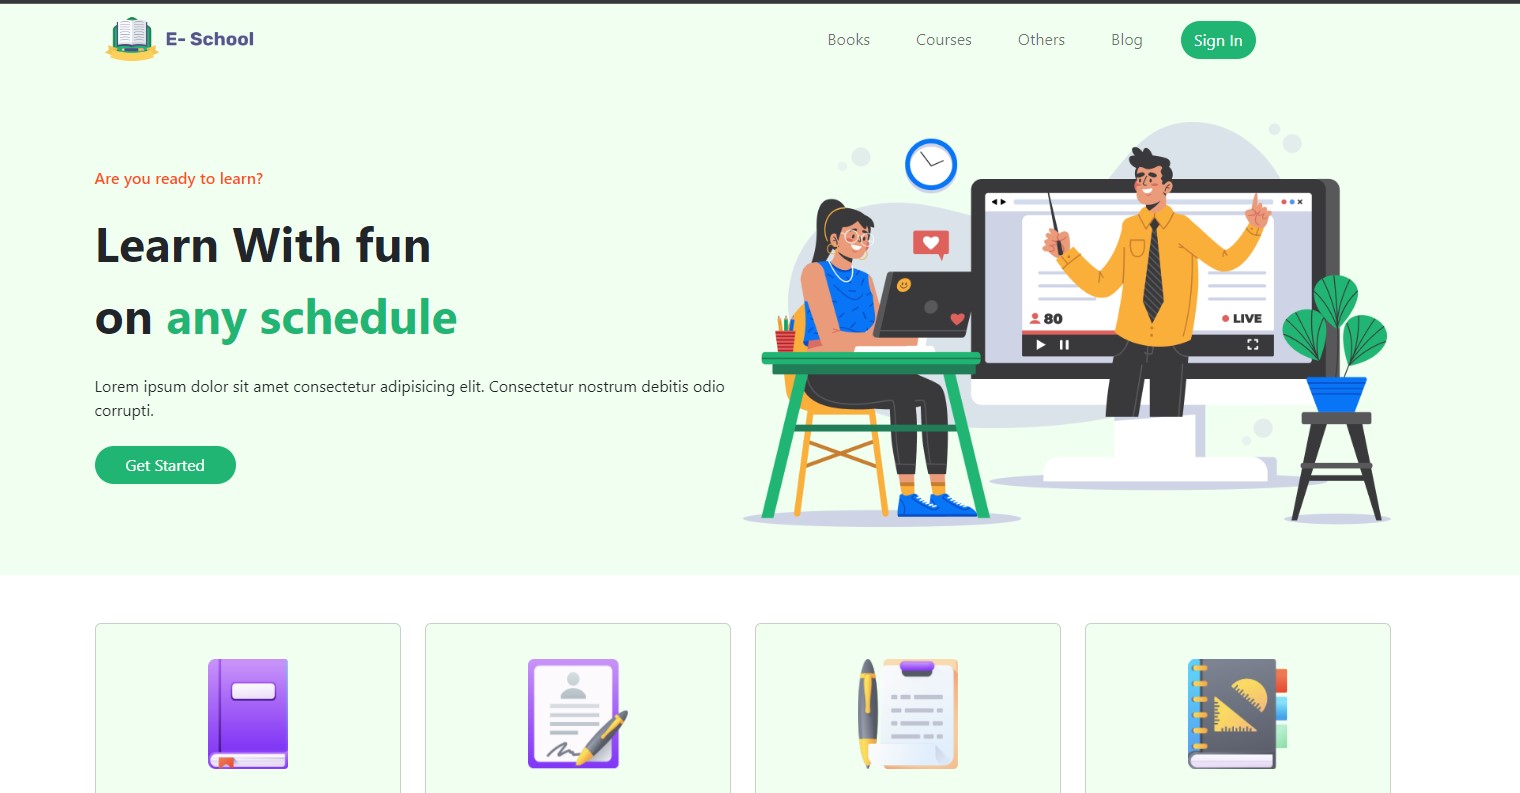 E- School
Books
Courses
Others
Blog
Sign In
Are you ready to learn?
Learn With fun
on any schedule
Lorem ipsum dolor sit amet consectetur adipisicing elit. Consectetur nostrum debitis odio
corrupti.
Get Started
80
LIVE